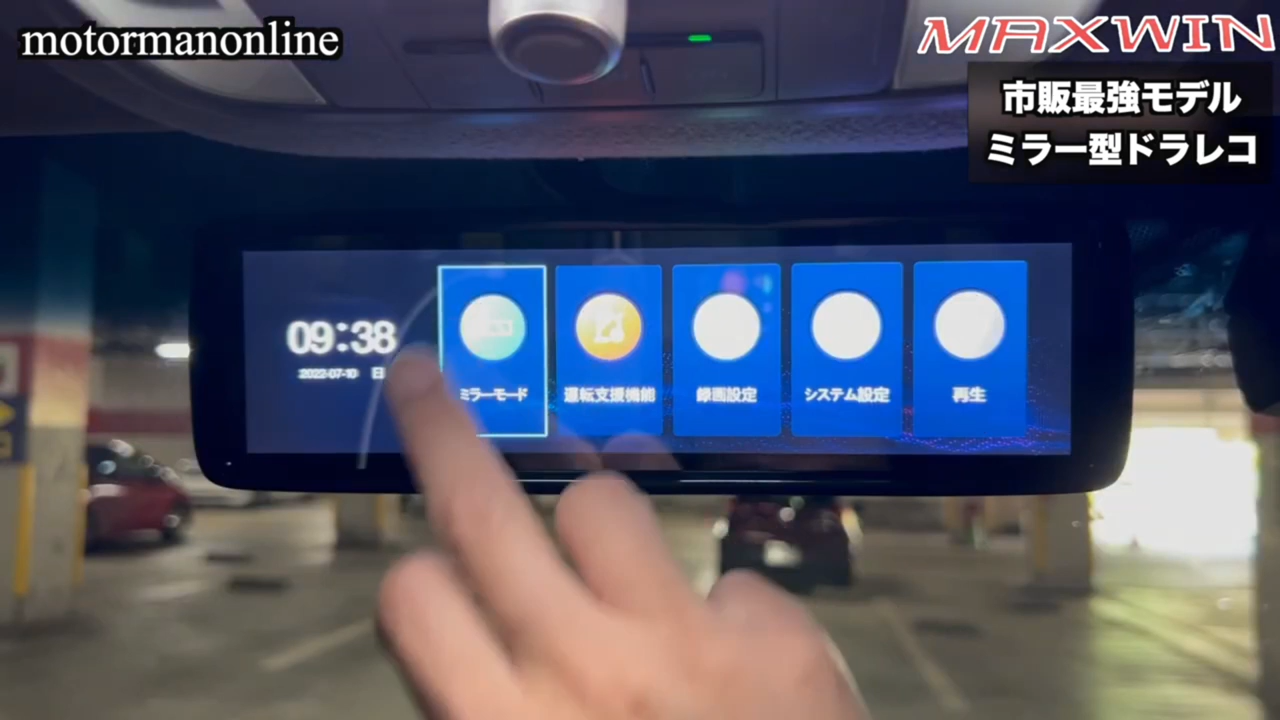 motormanonline
MAXWIN
市販最強モデル
ミラー型ドラレコ
09:38
2022-07-10 日
ミラーモード
運転支援機能
録画設定
システム設定
再生